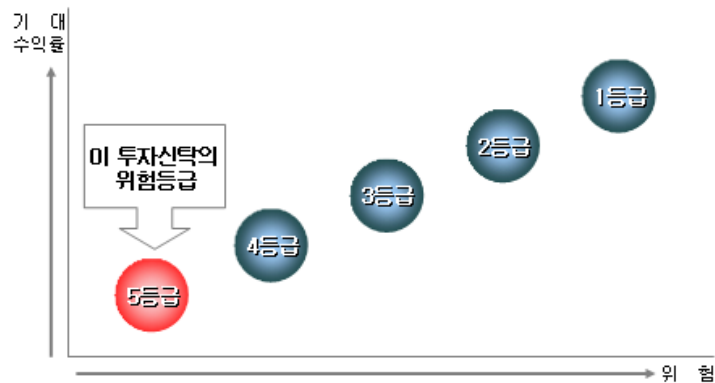 기 대
수익률
이 투자신탁의
위험등급
1등급
2등급
3등급
4등급
5등급
위 험